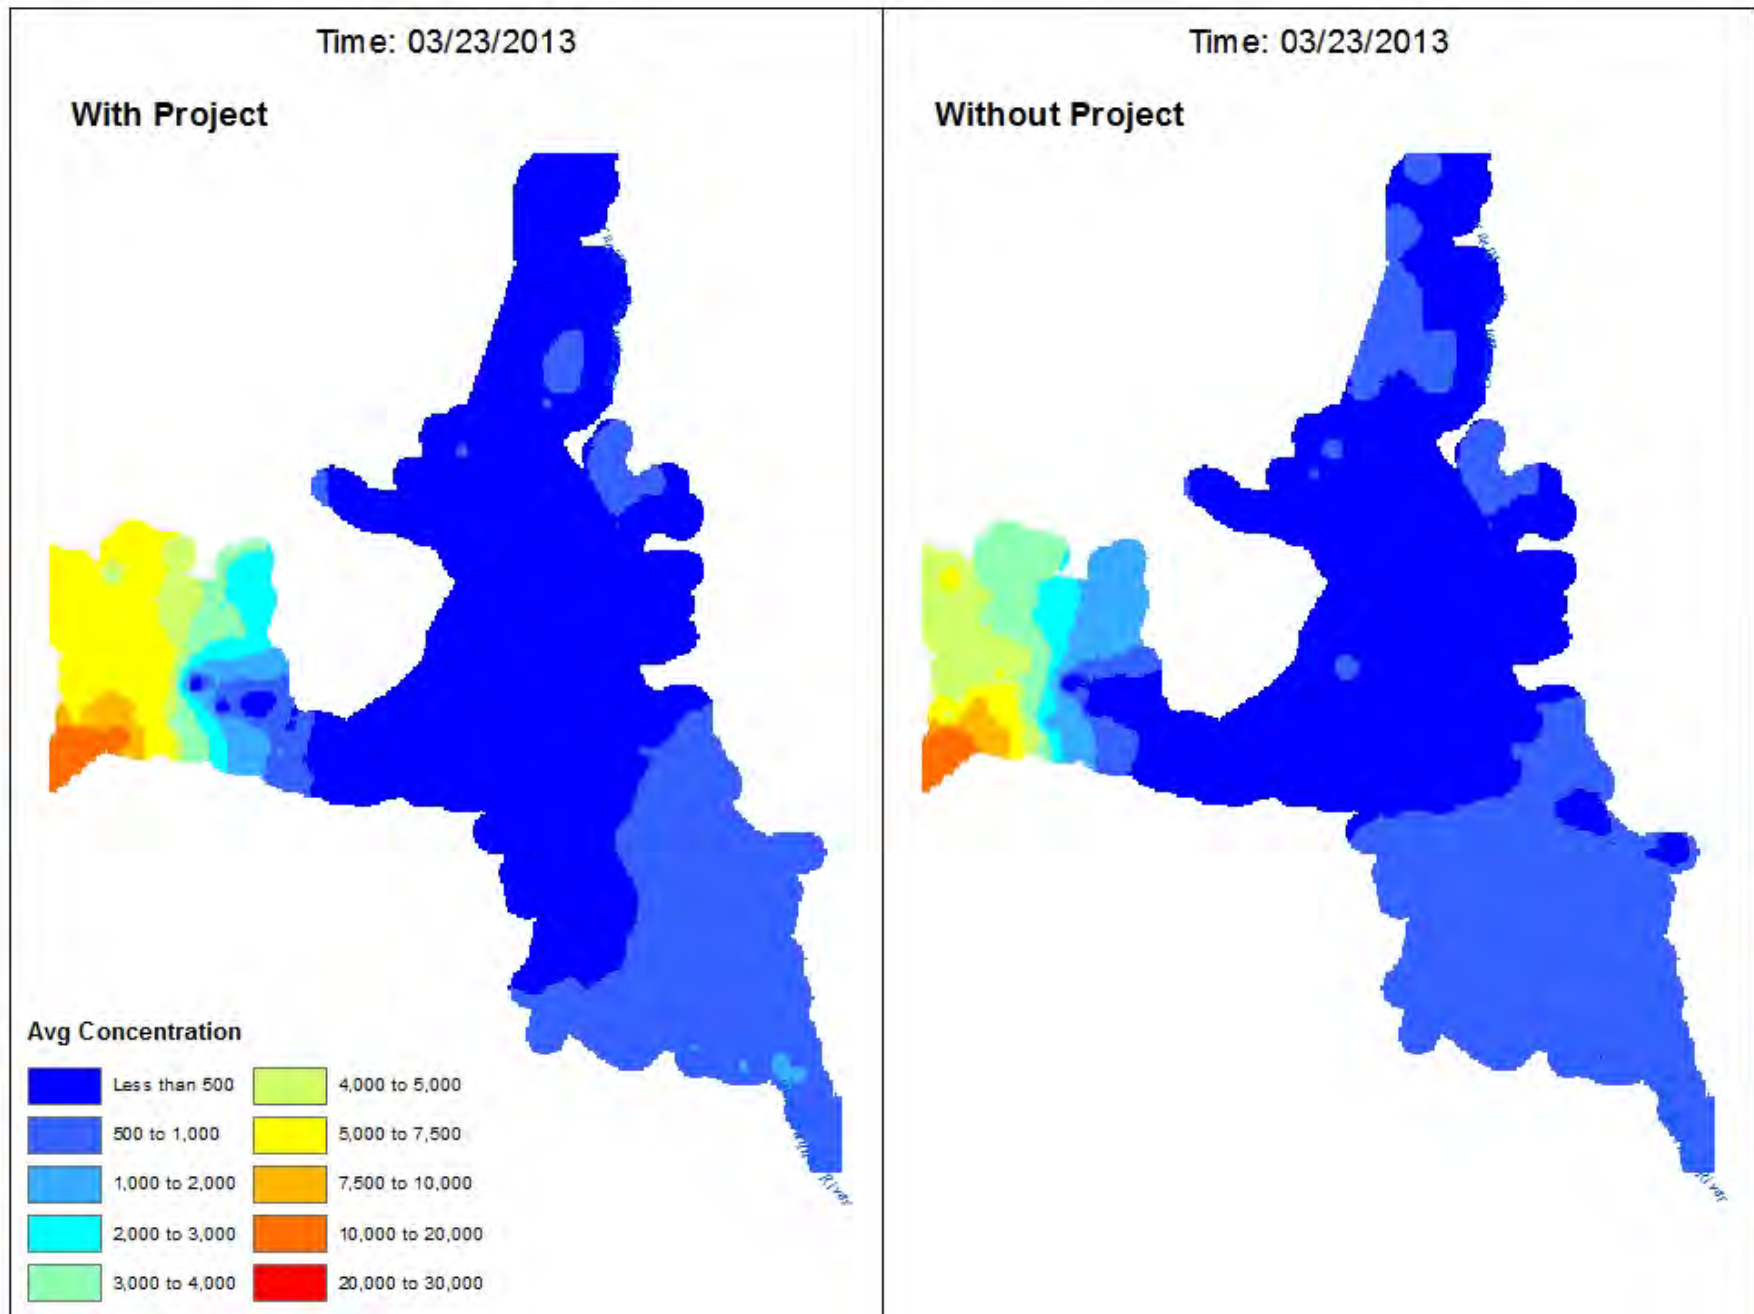 Time: 03/23/2013
With Project
Avg Concentration
Less than 500
500 to 1,000
1,000 to 2,000
2,000 to 3,000
3,000 to 4,000
4,000 to 5,000
5,000 to 7,500
7,500 to 10,000
10,000 to 20,000
20,000 to 30,000
River
Time: 03/23/2013
Without Project
River